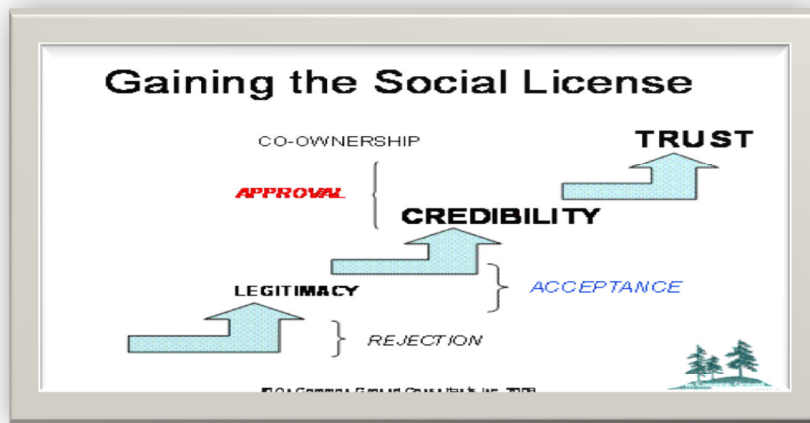 Gaining the Social License
TRUST
CO-OWNERSHIP
APPROVAL
CREDIBILITY
ACCEPTANCE
LEGITIMACY
REJECTION